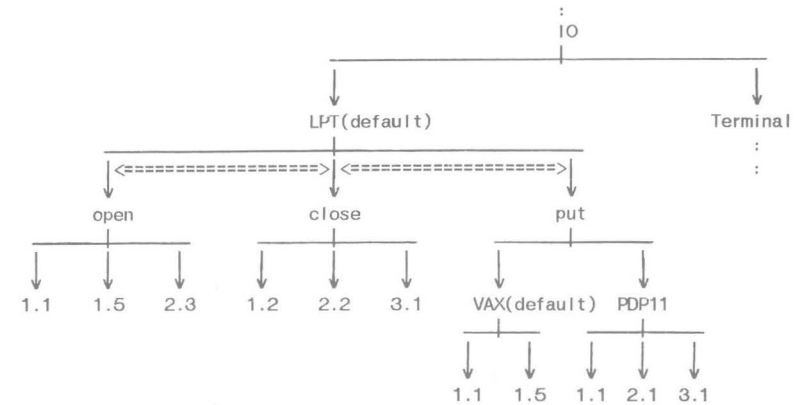 :
IO
LPT(default) Terminal
:
<===========> <===========> :
open close put
1.1 1.5 2.3 1.2 2.2 3.1 VAX(default) PDP11
1.1 1.5 1.1 2.1 3.1